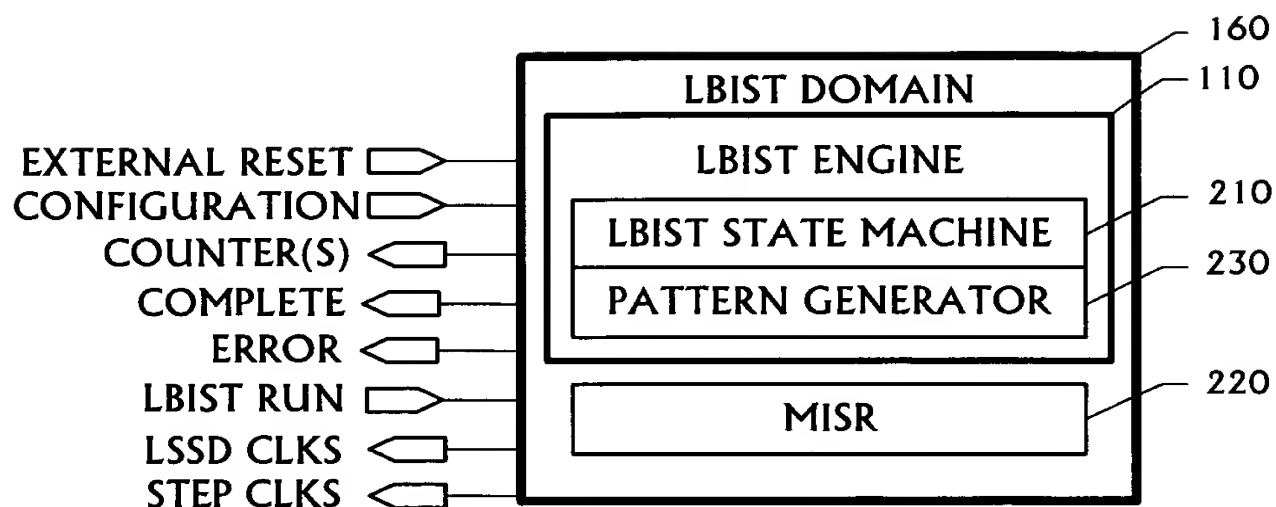 160
LBIST DOMAIN
110
LBIST ENGINE
EXTERNAL RESET
CONFIGURATION
210
LBIST STATE MACHINE
COUNTER(S)
230
PATTERN GENERATOR
COMPLETE
ERROR
220
LBIST RUN
MISR
LSSD CLKS
STEP CLKS